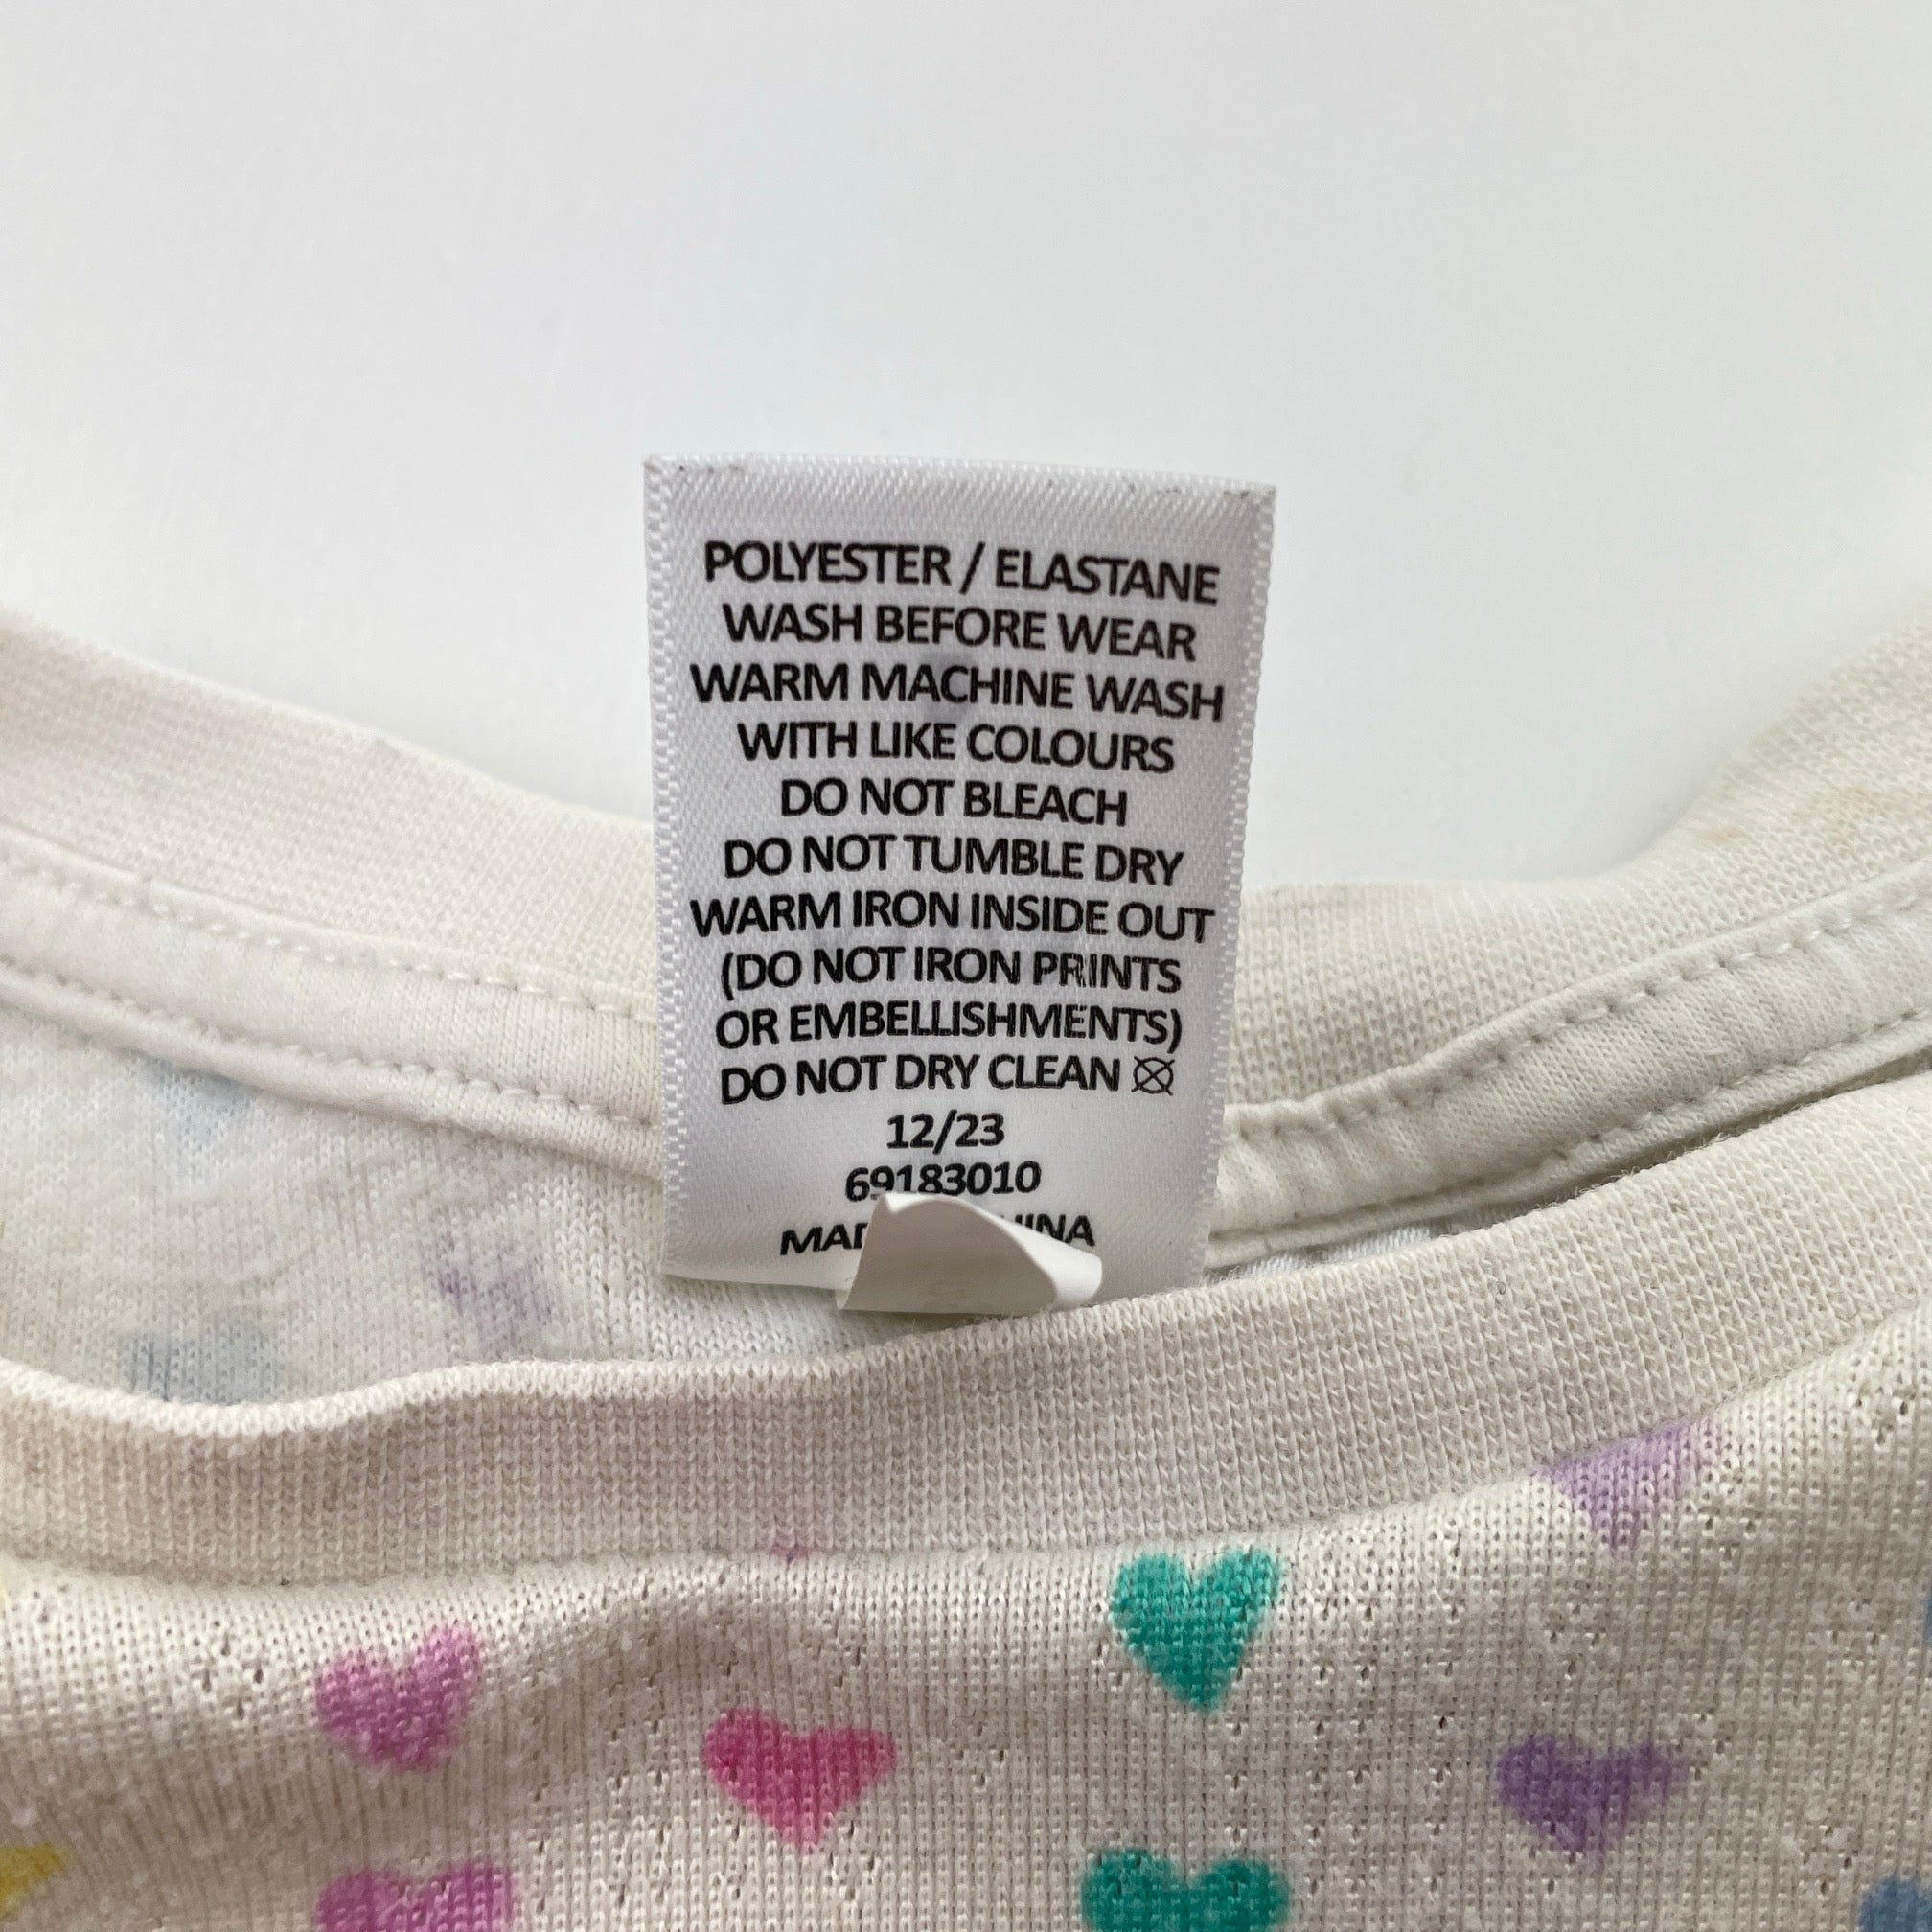 POLYESTER / ELASTANE
WASH BEFORE WEAR
WARM MACHINE WASH
WITH LIKE COLOURS
DO NOT BLEACH
DO NOT TUMBLE DRY
WARM IRON INSIDE OUT
(DO NOT IRON PRINTS
OR EMBELLISHMENTS)
DO NOT DRY CLEAN
12/23
69183010